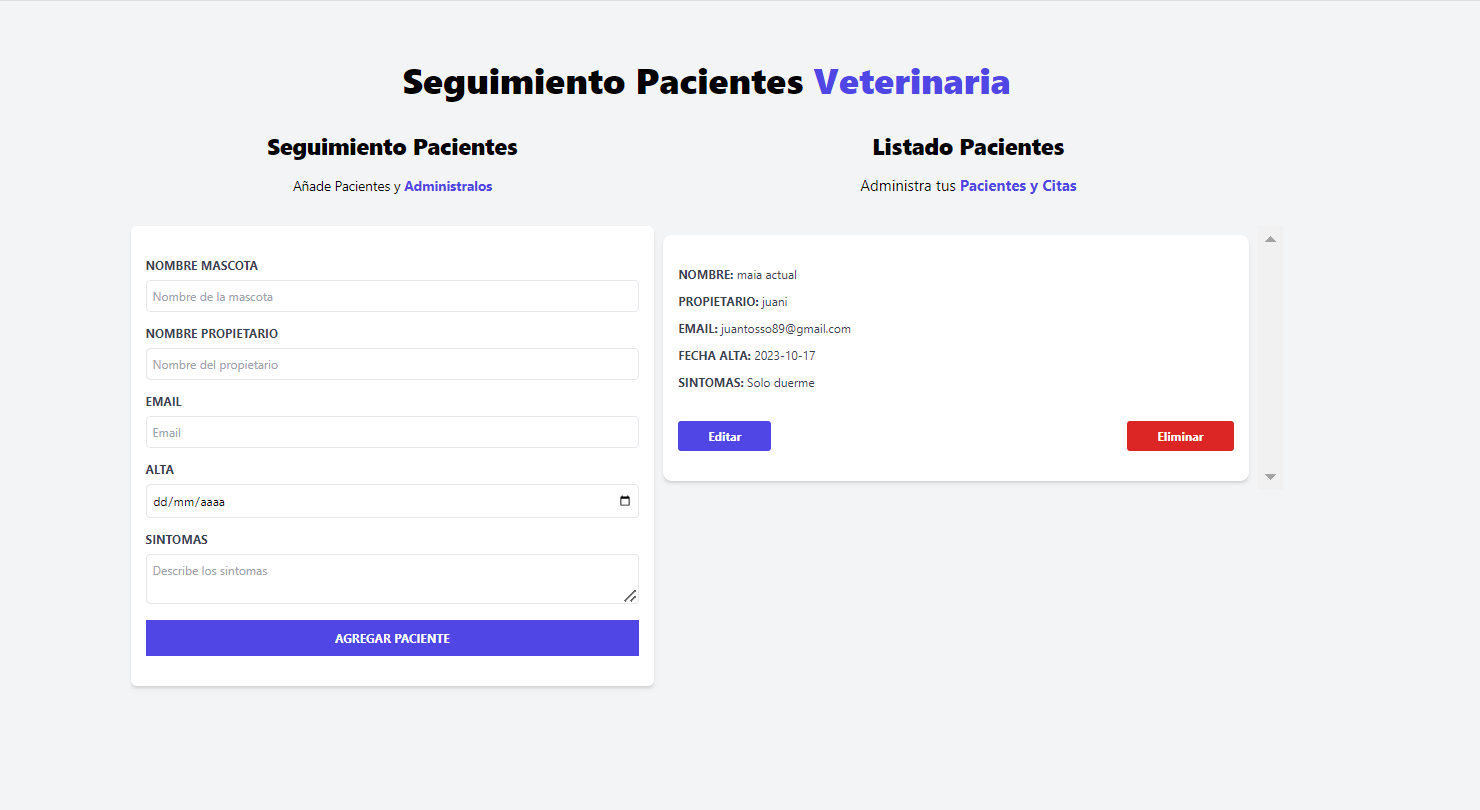 Seguimiento Pacientes Veterinaria
Seguimiento Pacientes
Añade Pacientes y Administralos
NOMBRE MASCOTA
Nombre de la mascota
NOMBRE PROPIETARIO
Nombre del propietario
EMAIL
Email
ALTA
dd/mm/aaaa
SINTOMAS
Describe los sintomas
AGREGAR PACIENTE
Listado Pacientes
Administra tus Pacientes y Citas
NOMBRE: maia actual
PROPIETARIO: juani
EMAIL: juantosso89@gmail.com
FECHA ALTA: 2023-10-17
SINTOMAS: Solo duerme
Editar
Eliminar